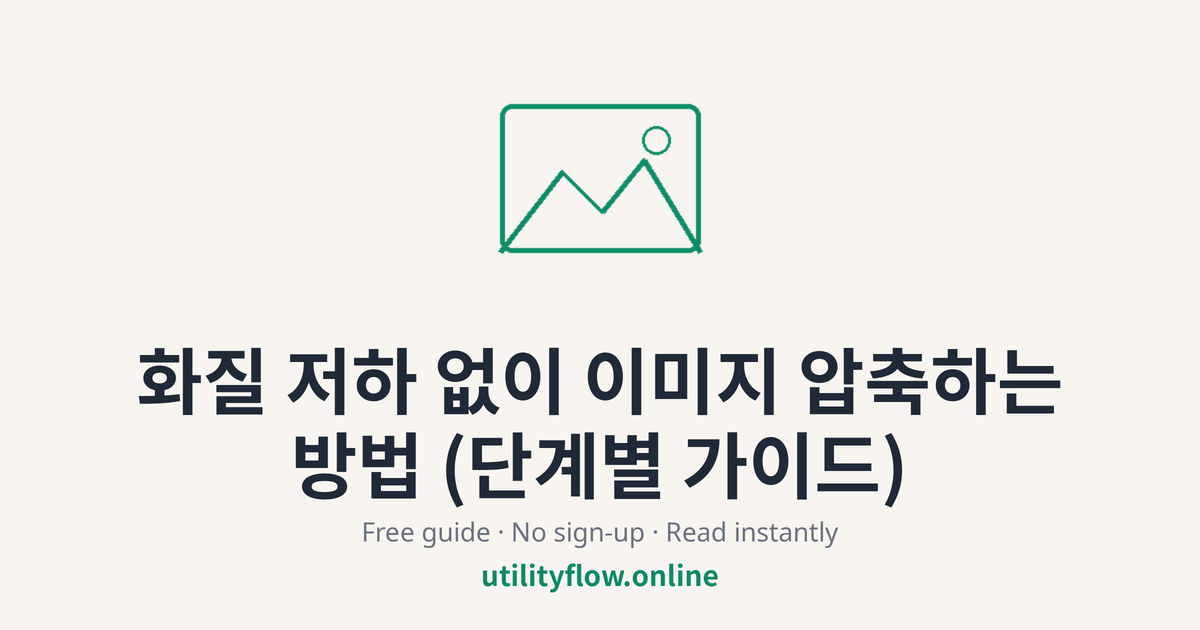 화질 저하 없이 이미지 압축하는
방법 (단계별 가이드)
Free guide · No sign-up · Read instantly
utilityflow.online